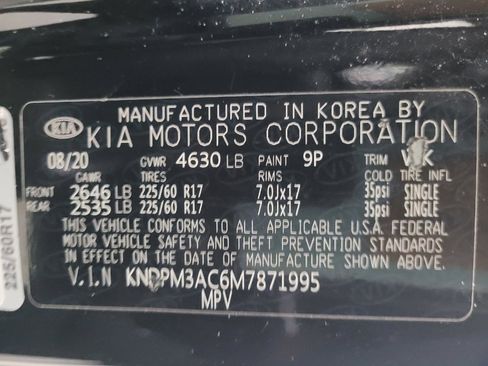 MANUFACTURED IN KOREA BY
KIA KIA MOTORS CORPORATION
08/20 GVWR 4630 LB PAINT 9P TRIM
GAWR TIRES RIMS COLD TIRE INFL
FRONT 2646 LB 225/60 R17 7.0Jx17 35psi SINGLE
REAR 2535 LB 225/60 R17 7.0Jx17 35psi SINGLE
THIS VEHICLE CONFORMS TO ALL APPLICABLE U.S.A. FEDERAL
MOTOR VEHICLE SAFETY AND THEFT PREVENTION STANDARDS
IN EFFECT ON THE DATE OF MANUFACTURE SHOWN ABOVE.
V.I.N KNDPM3AC6M7871995
MPV
225/60R17